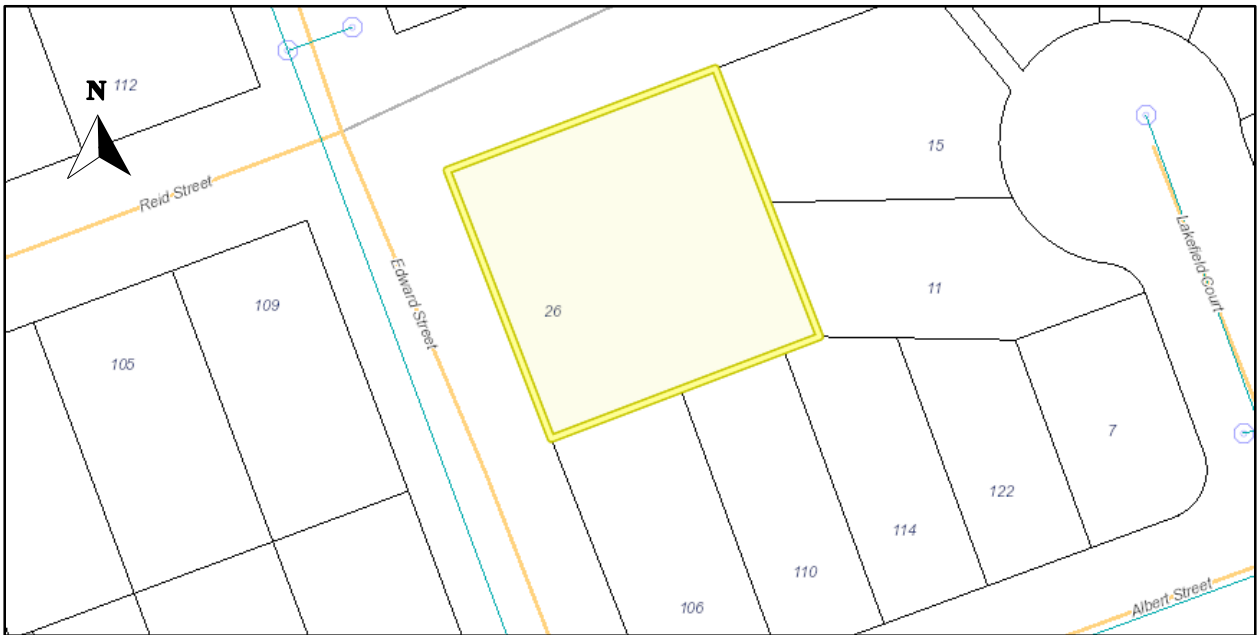 112
N
15
Reid Street
Lakefield Court
Edward Street
11
109
26
105
7
122
114
110
106
Albert Street